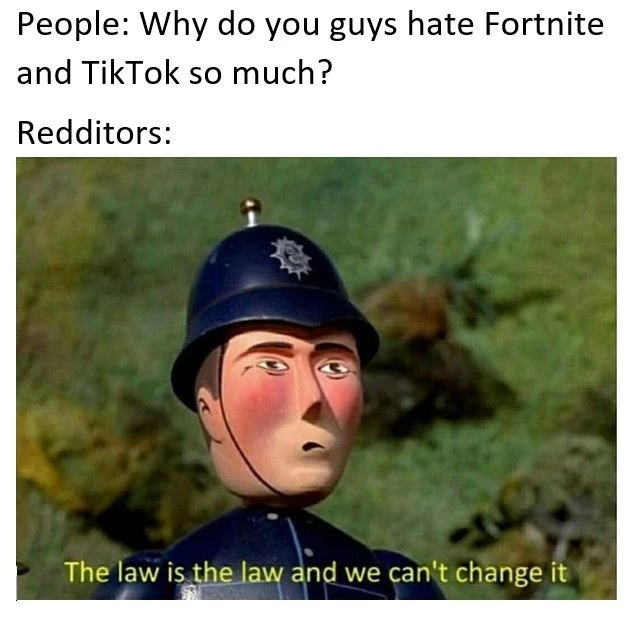 People: Why do you guys hate Fortnite
and TikTok so much?
Redditors:
The law is the law and we can't change it